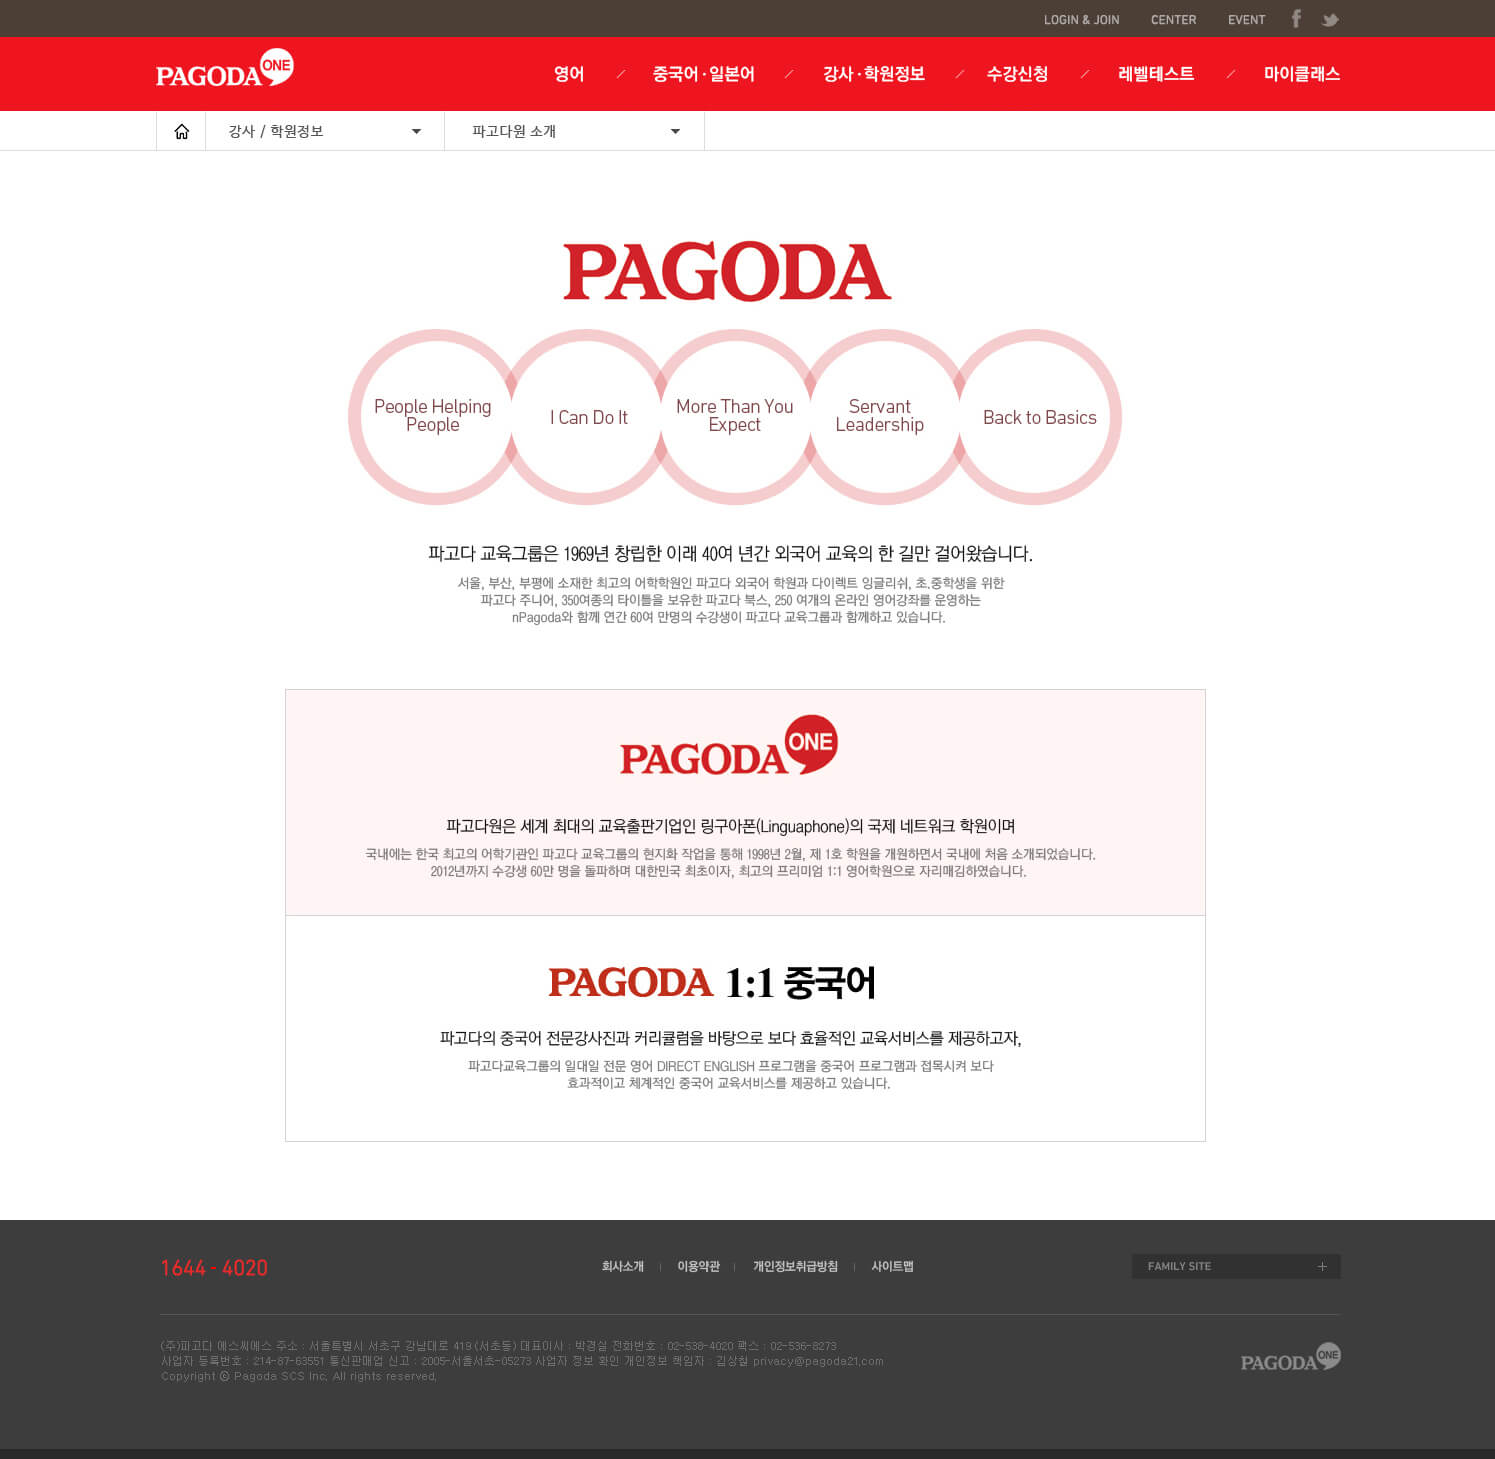 LOGIN & JOIN CENTER EVENT
PAGODA ONE
영어 / 중국어·일본어 / 강사·학원정보 / 수강신청 / 레벨테스트 / 마이클래스
강사 / 학원정보 파고다원 소개
PAGODA
People Helping People
I Can Do It
More Than You Expect
Servant Leadership
Back to Basics
파고다 교육그룹은 1969년 창립한 이래 40여 년간 외국어 교육의 한 길만 걸어왔습니다.
서울, 부산, 부평에 소재한 최고의 어학학원인 파고다 외국어 학원과 다이렉트 잉글리쉬, 초.중학생을 위한
파고다 주니어, 350여종의 타이틀을 보유한 파고다 북스, 250 여개의 온라인 영어강좌를 운영하는
nPagoda와 함께 연간 60여 만명의 수강생이 파고다 교육그룹과 함께하고 있습니다.
PAGODA ONE
파고다원은 세계 최대의 교육출판기업인 링구아폰(Linguaphone)의 국제 네트워크 학원이며
국내에는 한국 최고의 어학기관인 파고다 교육그룹의 현지화 작업을 통해 1998년 2월, 제 1호 학원을 개원하면서 국내에 처음 소개되었습니다.
2012년까지 수강생 60만 명을 돌파하며 대한민국 최초이자, 최고의 프리미엄 1:1 영어학원으로 자리매김하였습니다.
PAGODA 1:1 중국어
파고다의 중국어 전문강사진과 커리큘럼을 바탕으로 보다 효율적인 교육서비스를 제공하고자,
파고다교육그룹의 일대일 전문 영어 DIRECT ENGLISH 프로그램을 중국어 프로그램과 접목시켜 보다
효과적이고 체계적인 중국어 교육서비스를 제공하고 있습니다.
1644 - 4020
회사소개 이용약관 개인정보취급방침 사이트맵
FAMILY SITE +
(주)파고다 에스씨에스 주소 : 서울특별시 서초구 강남대로 419 (서초동) 대표이사 : 박경실 전화번호 : 02-538-4020 팩스 : 02-536-8273
사업자 등록번호 : 214-87-63551 통신판매업 신고 : 2005-서울서초-05273 사업자 정보 확인 개인정보 책임자 : 김상칠 privacy@pagoda21.com
Copyright © Pagoda SCS Inc. All rights reserved.
PAGODA ONE